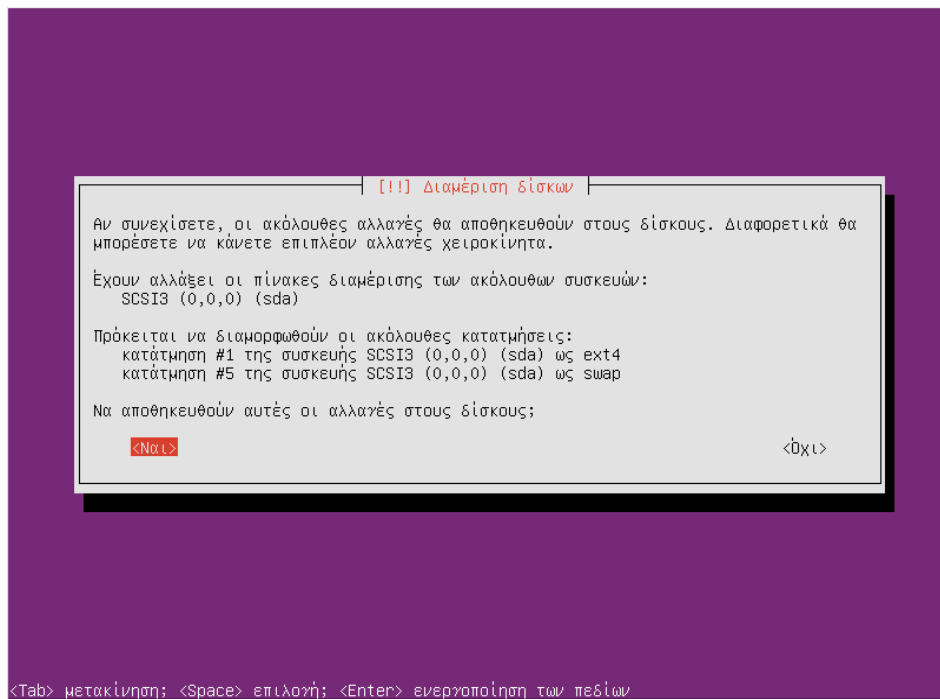 [!!] Διαμέριση δίσκων
Αν συνεχίσετε, οι ακόλουθες αλλαγές θα αποθηκευθούν στους δίσκους. Διαφορετικά θα
μπορέσετε να κάνετε επιπλέον αλλαγές χειροκίνητα.
Έχουν αλλάξει οι πίνακες διαμέρισης των ακόλουθων συσκευών:
SCSI3 (0,0,0) (sda)
Πρόκειται να διαμορφωθούν οι ακόλουθες κατατμήσεις:
κατάτμηση #1 της συσκευής SCSI3 (0,0,0) (sda) ως ext4
κατάτμηση #5 της συσκευής SCSI3 (0,0,0) (sda) ως swap
Να αποθηκευθούν αυτές οι αλλαγές στους δίσκους;
<Ναι> <Όχι>
<Tab> μετακίνηση; <Space> επιλογή; <Enter> ενεργοποίηση των πεδίων